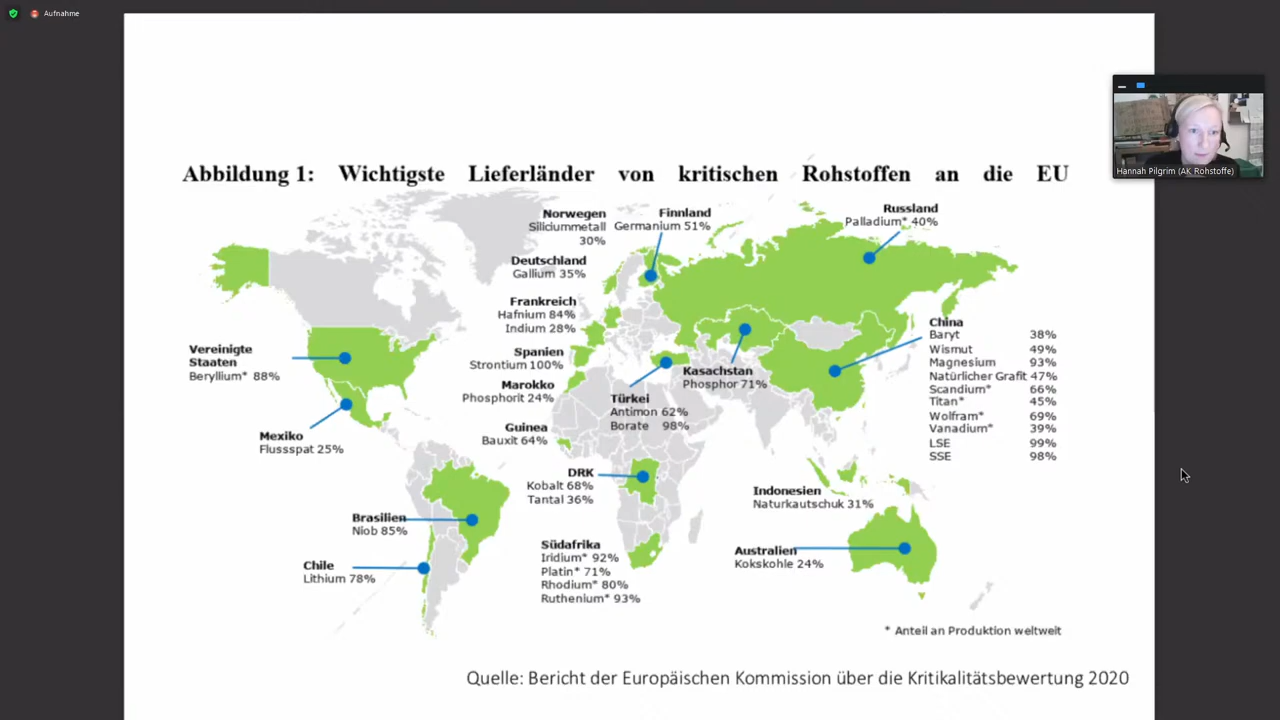 Aufnahme
Hannah Pilgrim (AK Rohstoffe)
Abbildung 1: Wichtigste Lieferländer von kritischen Rohstoffen an die EU
Norwegen
Siliciummetall
30%
Finnland
Germanium 51%
Russland
Palladium* 40%
Deutschland
Gallium 35%
Frankreich
Hafnium 84%
Indium 28%
Spanien
Strontium 100%
Marokko
Phosphorit 24%
Guinea
Bauxit 64%
Vereinigte
Staaten
Beryllium* 88%
Mexiko
Flussspat 25%
Türkei
Antimon 62%
Borate 98%
Kasachstan
Phosphor 71%
China
Baryt 38%
Wismut 49%
Magnesium 93%
Natürlicher Grafit 47%
Scandium* 66%
Titan* 45%
Wolfram* 69%
Vanadium* 39%
LSE 99%
SSE 98%
DRK
Kobalt 68%
Tantal 36%
Indonesien
Naturkautschuk 31%
Brasilien
Niob 85%
Chile
Lithium 78%
Südafrika
Iridium* 92%
Platin* 71%
Rhodium* 80%
Ruthenium* 93%
Australien
Kokskohle 24%
* Anteil an Produktion weltweit
Quelle: Bericht der Europäischen Kommission über die Kritikalitätsbewertung 2020